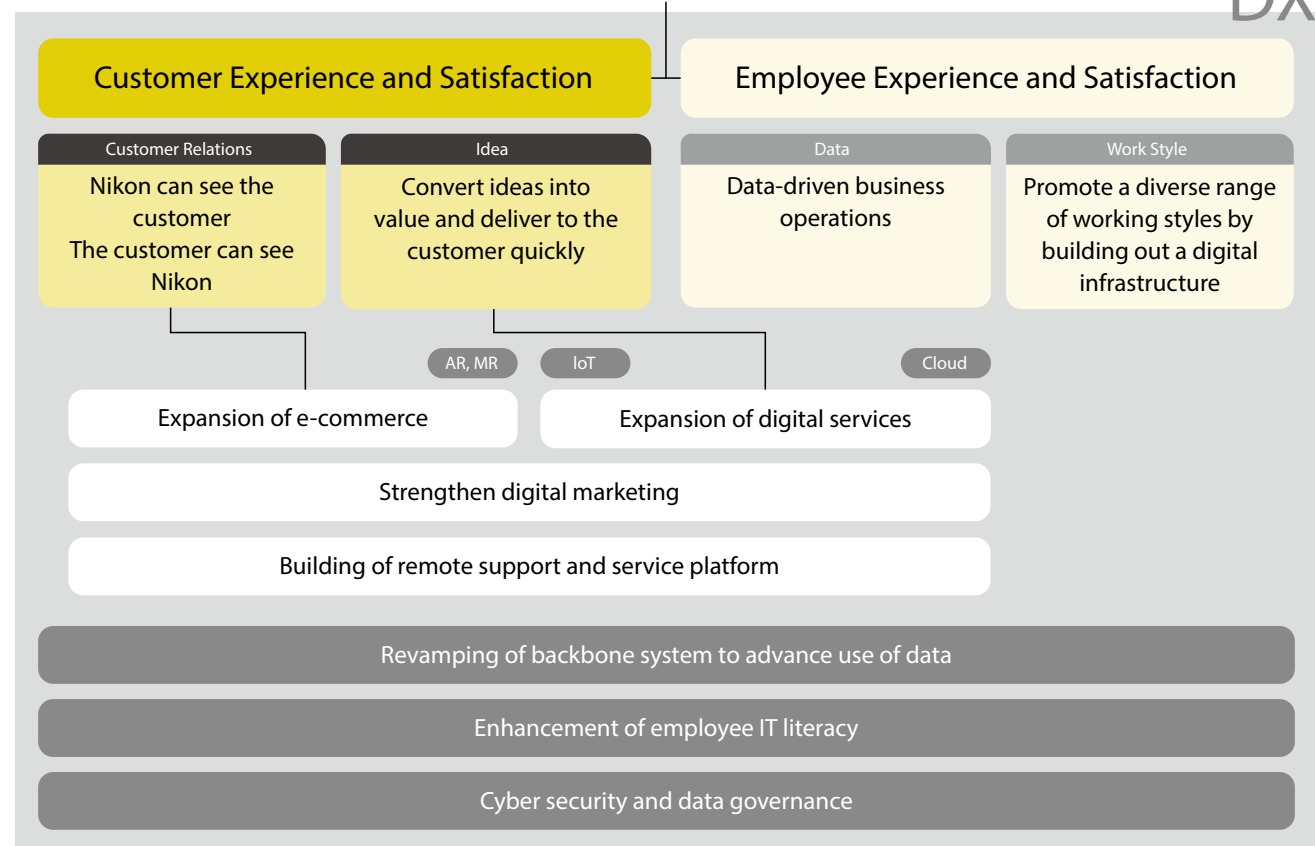 DX
Customer Experience and Satisfaction
Employee Experience and Satisfaction
Customer Relations
Nikon can see the
customer
The customer can see
Nikon
Idea
Convert ideas into
value and deliver to the
customer quickly
Data
Data-driven business
operations
Work Style
Promote a diverse range
of working styles by
building out a digital
infrastructure
AR, MR
IoT
Cloud
Expansion of e-commerce
Expansion of digital services
Strengthen digital marketing
Building of remote support and service platform
Revamping of backbone system to advance use of data
Enhancement of employee IT literacy
Cyber security and data governance